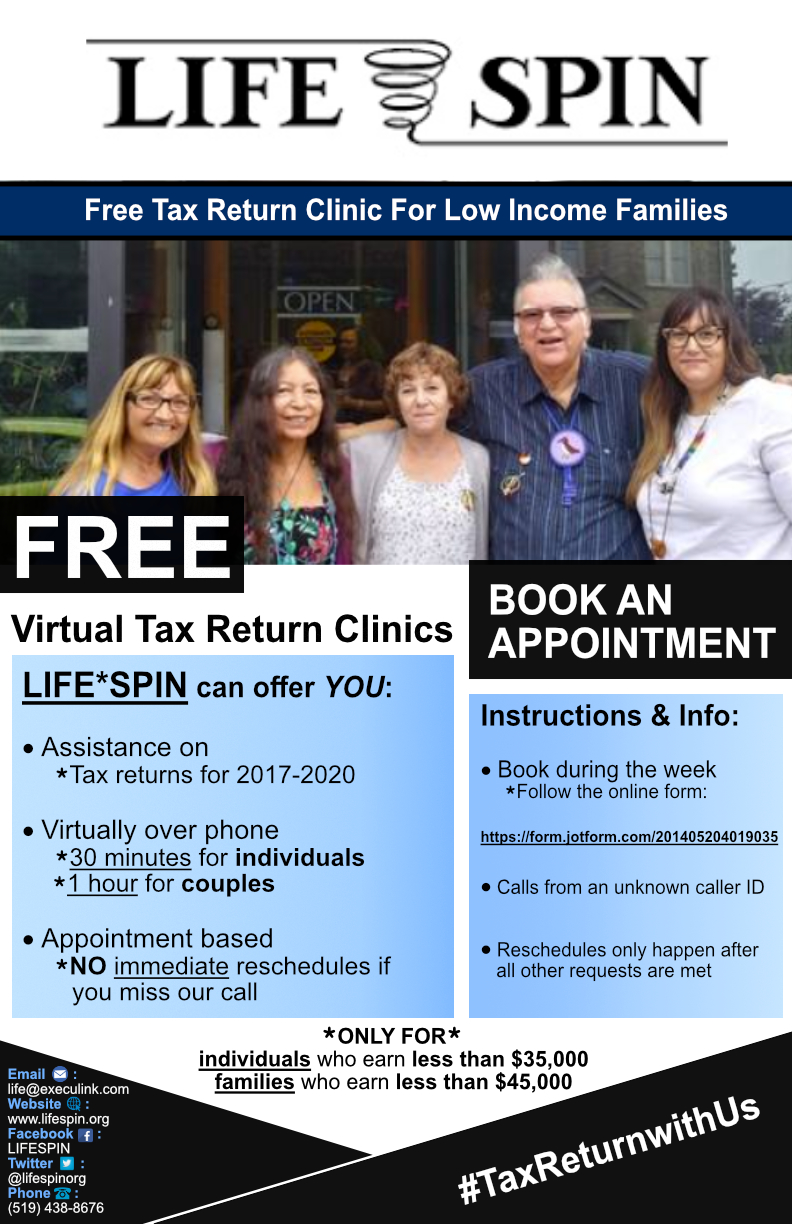 LIFE SPIN
Free Tax Return Clinic For Low Income Families
OPEN
FREE
Virtual Tax Return Clinics
LIFE*SPIN can offer YOU:
• Assistance on
*Tax returns for 2017-2020
• Virtually over phone
*30 minutes for individuals
*1 hour for couples
• Appointment based
*NO immediate reschedules if
you miss our call
BOOK AN
APPOINTMENT
Instructions & Info:
• Book during the week
*Follow the online form:
https://form.jotform.com/201405204019035
• Calls from an unknown caller ID
• Reschedules only happen after
all other requests are met
*ONLY FOR*
individuals who earn less than $35,000
families who earn less than $45,000
Email :
life@execulink.com
Website :
www.lifespin.org
Facebook :
LIFESPIN
Twitter :
@lifespinorg
Phone :
(519) 438-8676
#TaxReturnwithUs